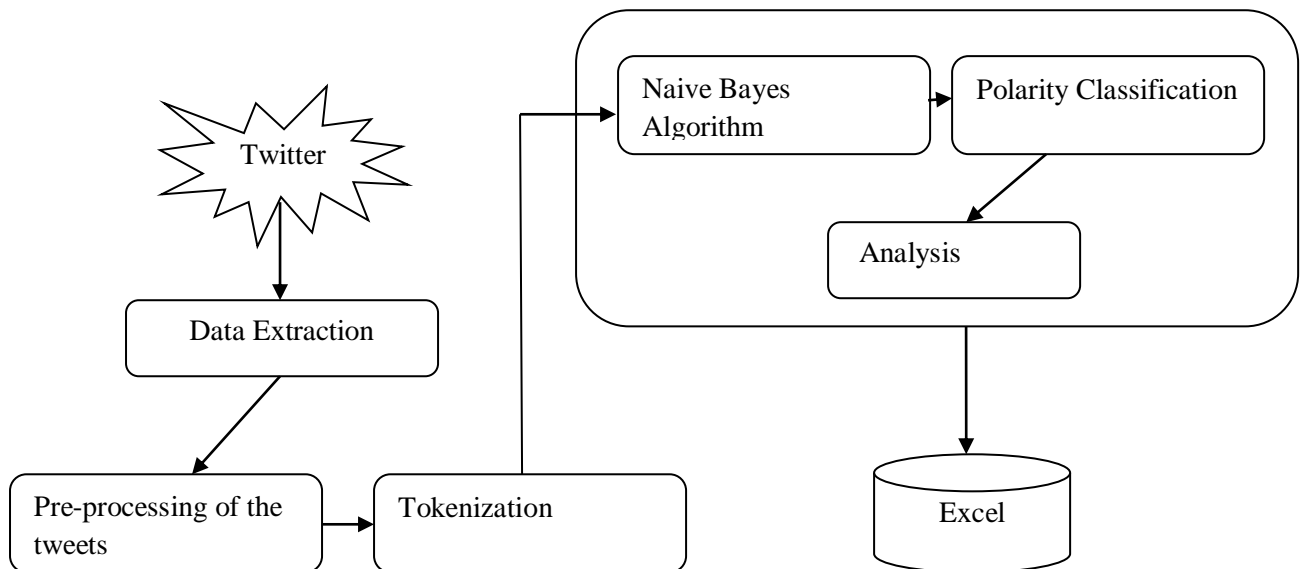 Twitter
Data Extraction
Pre-processing of the
tweets
Tokenization
Naive Bayes
Algorithm
Polarity Classification
Analysis
Excel